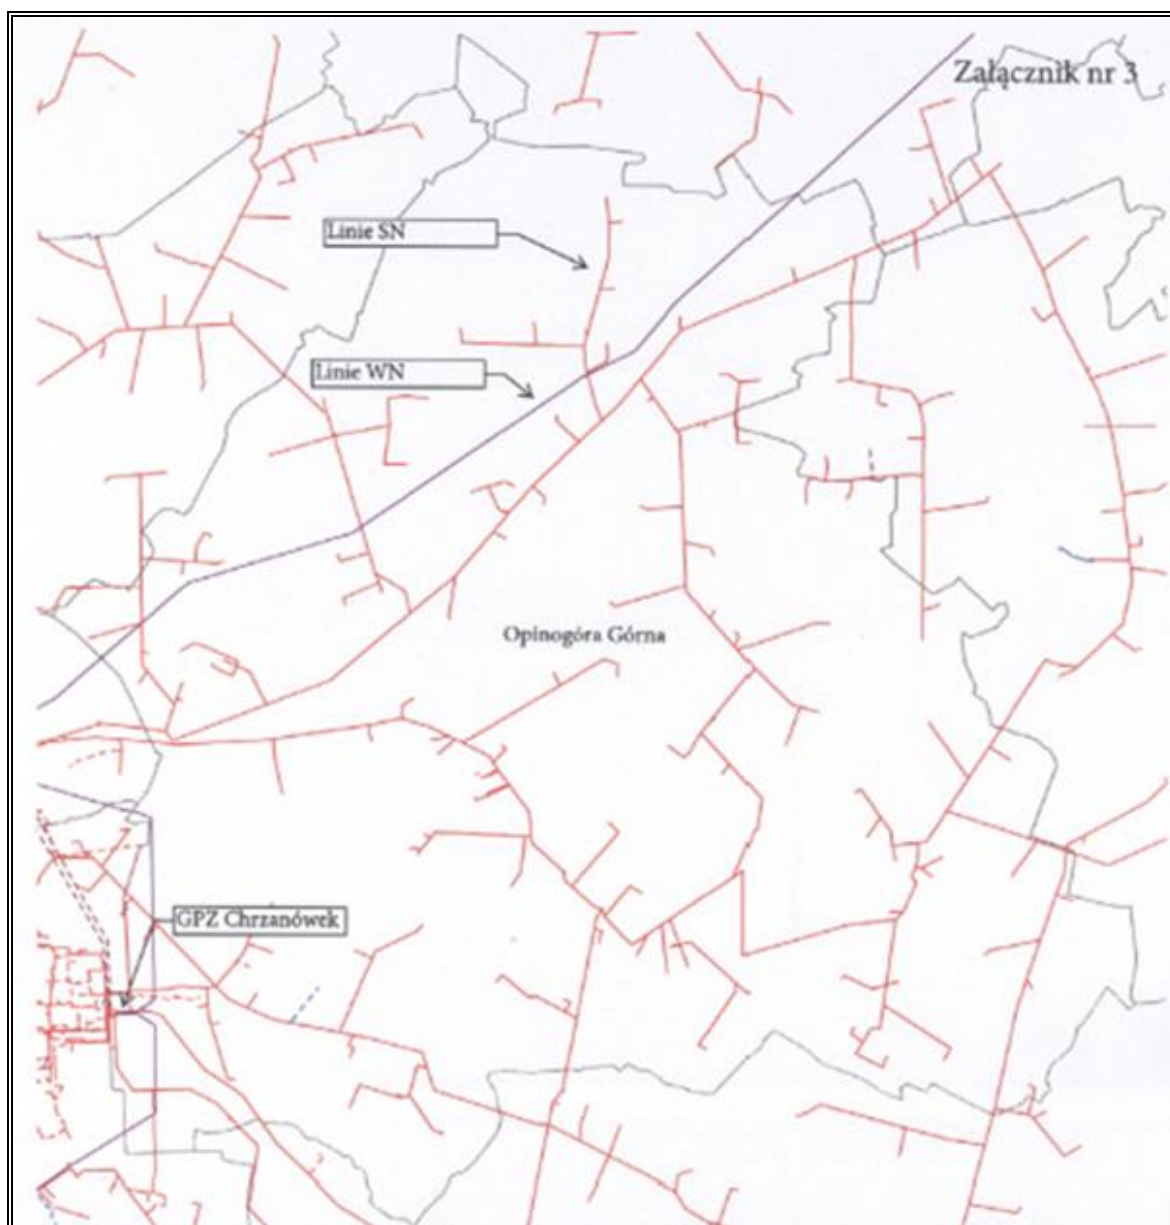 Załącznik nr 3
Linie SN
Linie WN
Opinogóra Górna
GPZ Chrzanówek